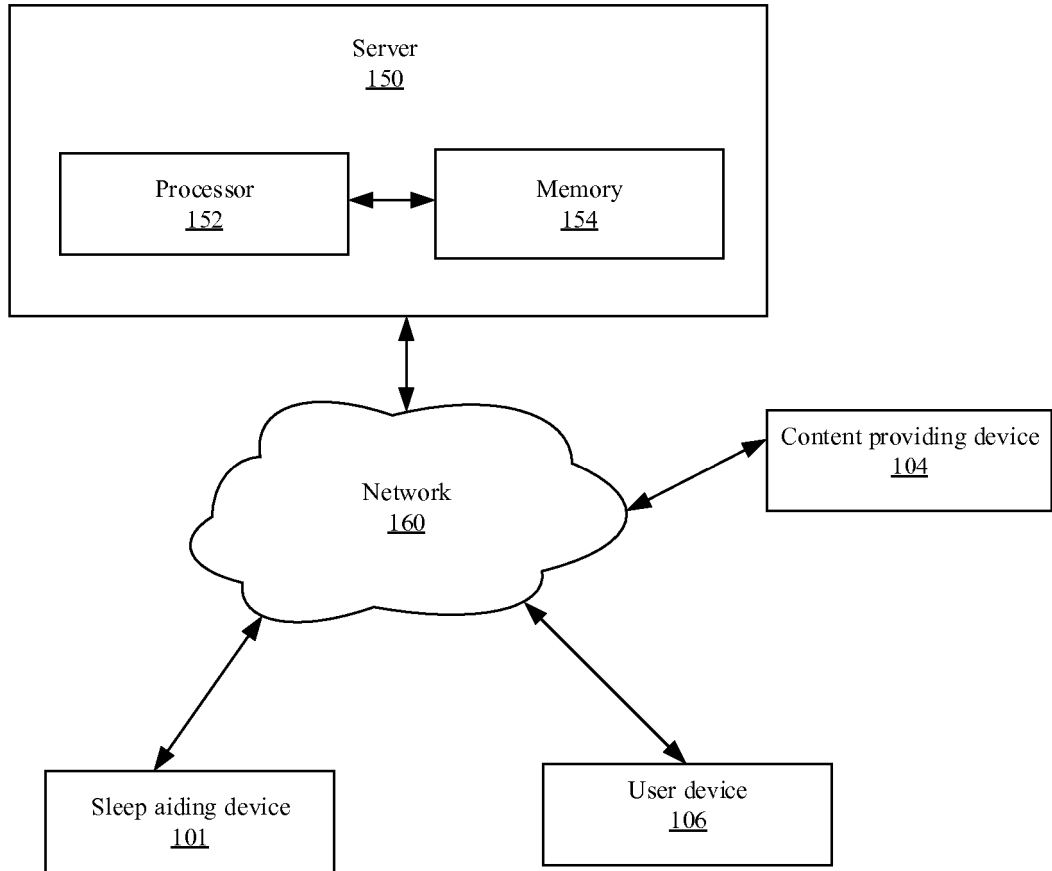 Server
150
Processor
152
Memory
154
Network
160
Content providing device
104
Sleep aiding device
101
User device
106